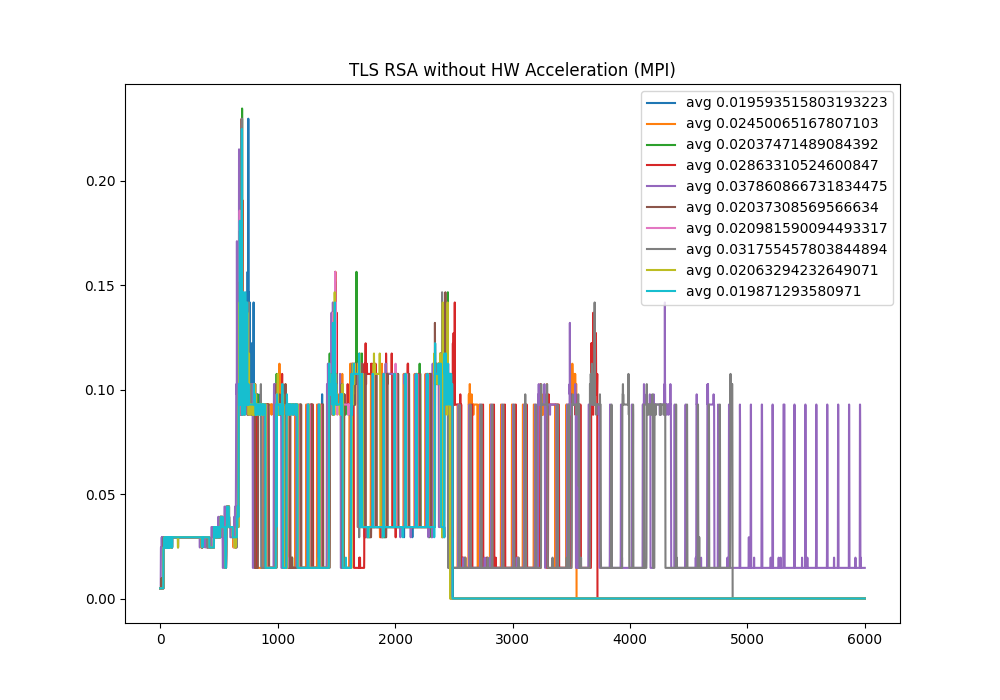 TLS RSA without HW Acceleration (MPI)
avg 0.019593515803193223
avg 0.02450065167807103
avg 0.02037471489084392
avg 0.02863310524600847
avg 0.037860866731834475
avg 0.02037308569566634
avg 0.020981590094493317
avg 0.031755457803844894
avg 0.02063294232649071
avg 0.019871293580971
0.20
0.15
0.10
0.05
0.00
0 1000 2000 3000 4000 5000 6000